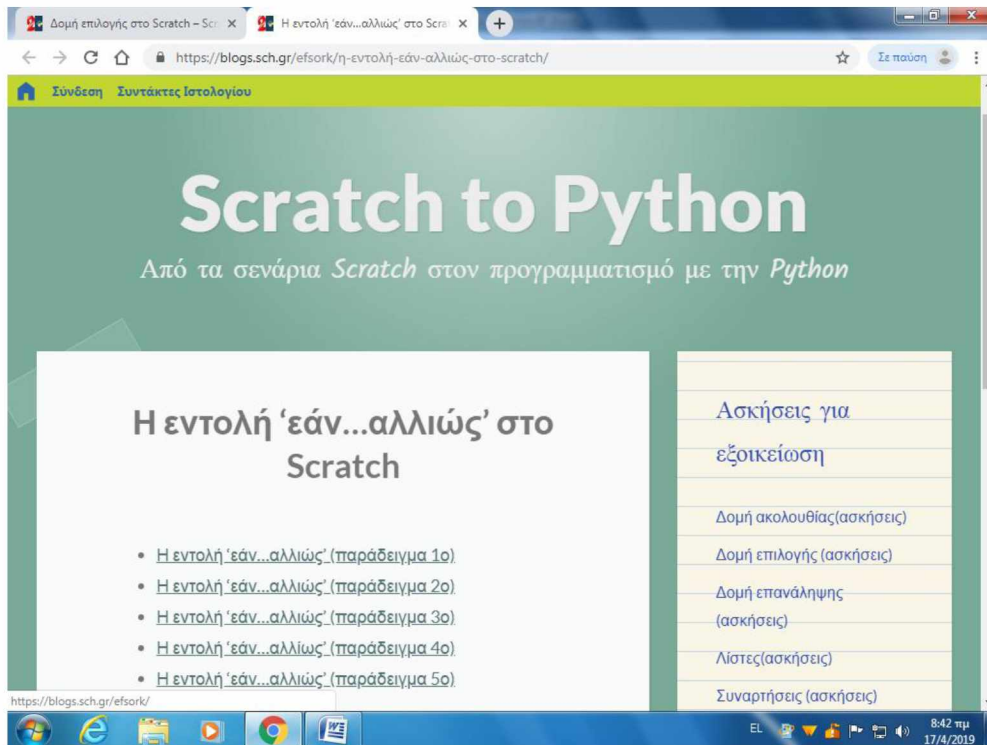 Δομή επιλογής στο Scratch – Scr
Η εντολή 'εάν...αλλιώς' στο Scra
https://blogs.sch.gr/efsork/η-εντολή-εάν-αλλιώς-στο-scratch/
Σε παύση
Σύνδεση Συντάκτες Ιστολογίου
Scratch to Python
Από τα σενάρια Scratch στον προγραμματισμό με την Python
Η εντολή 'εάν...αλλιώς' στο
Scratch
• Η εντολή 'εάν...αλλιώς' (παράδειγμα 1ο)
• Η εντολή 'εάν...αλλιώς' (παράδειγμα 2ο)
• Η εντολή 'εάν...αλλιώς' (παράδειγμα 3ο)
• Η εντολή 'εάν...αλλίως' (παράδειγμα 4ο)
• Η εντολή 'εάν...αλλιώς' (παράδειγμα 5ο)
Ασκήσεις για
εξοικείωση
Δομή ακολουθίας(ασκήσεις)
Δομή επιλογής (ασκήσεις)
Δομή επανάληψης
(ασκήσεις)
Λίστες(ασκήσεις)
Συναρτήσεις (ασκήσεις)
https://blogs.sch.gr/efsork/
EL
8:42 πμ
17/4/2019